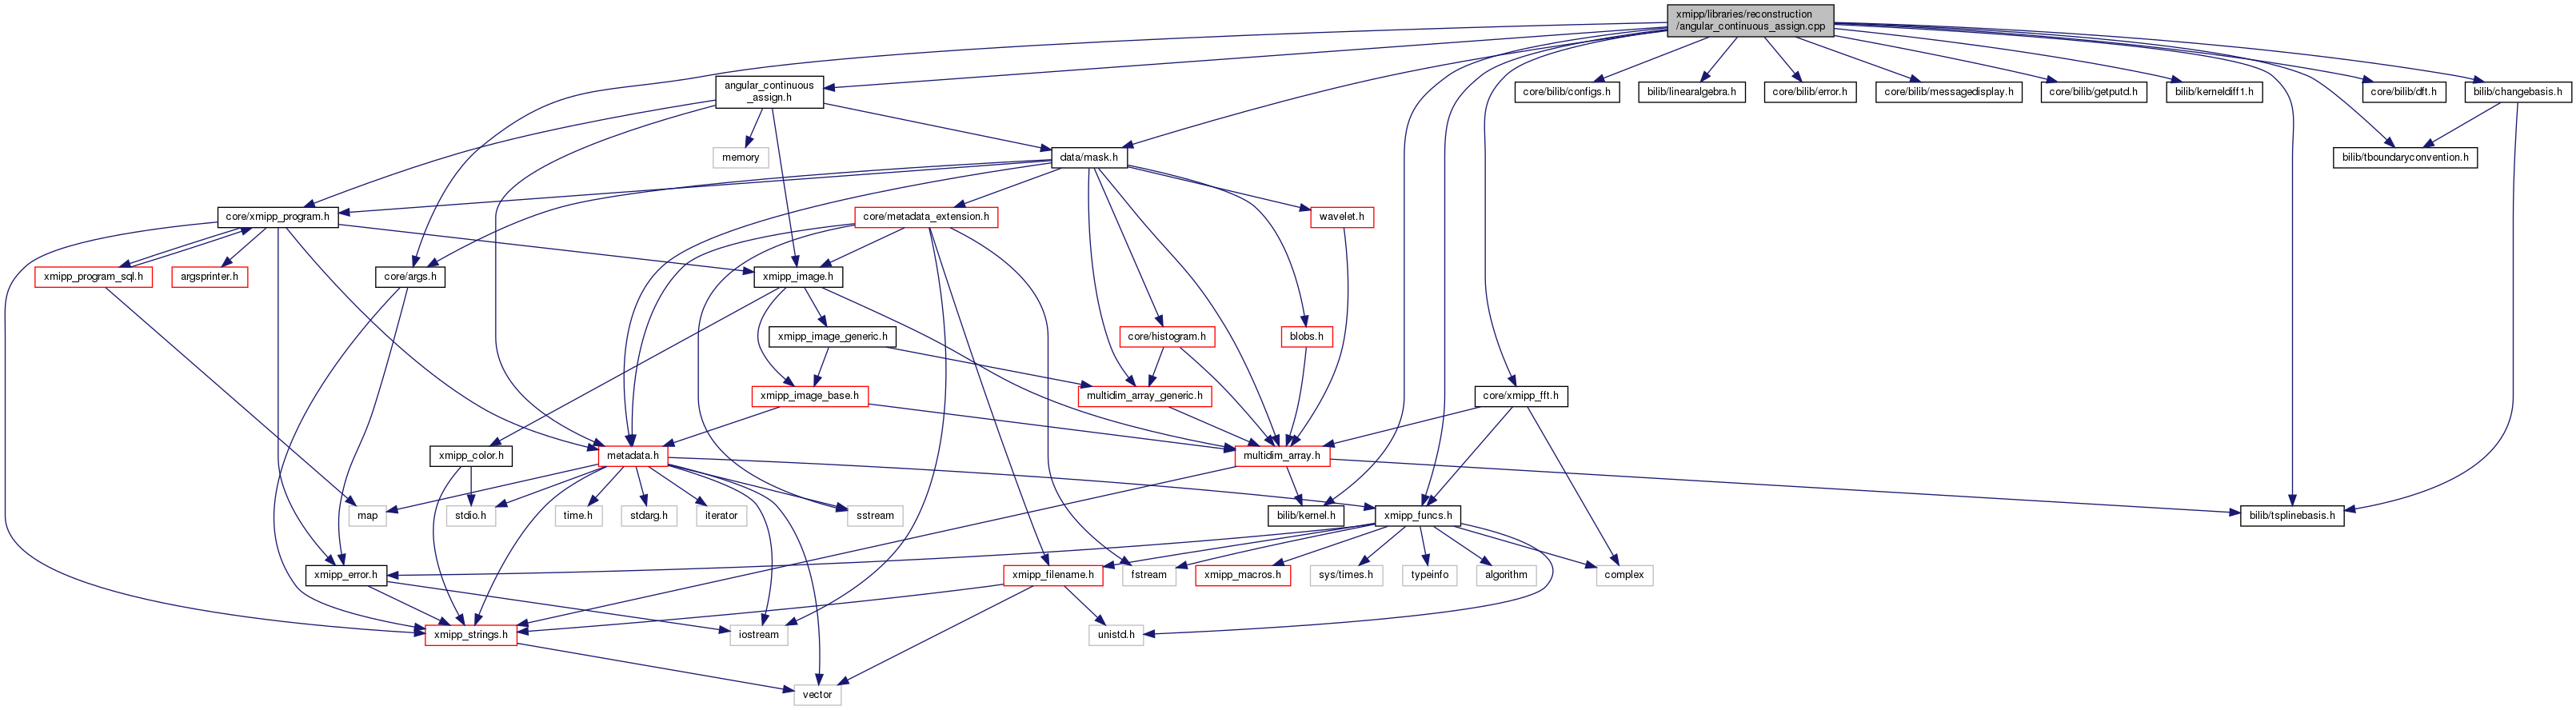 xmipp/libraries/reconstruction
/angular_continuous_assign.cpp
angular_continuous
_assign.h
core/bilib/configs.h
bilib/linearalgebra.h
core/bilib/error.h
core/bilib/messagedisplay.h
core/bilib/getputd.h
bilib/kerneldiff1.h
core/bilib/dft.h
bilib/changebasis.h
memory
data/mask.h
bilib/tboundaryconvention.h
core/xmipp_program.h
core/metadata_extension.h
wavelet.h
xmipp_program_sql.h
argsprinter.h
core/args.h
xmipp_image.h
xmipp_image_generic.h
core/histogram.h
blobs.h
xmipp_image_base.h
multidim_array_generic.h
core/xmipp_fft.h
xmipp_color.h
metadata.h
multidim_array.h
map
stdio.h
time.h
stdarg.h
iterator
sstream
bilib/kernel.h
xmipp_funcs.h
bilib/tsplinebasis.h
xmipp_error.h
xmipp_filename.h
fstream
xmipp_macros.h
sys/times.h
typeinfo
algorithm
complex
xmipp_strings.h
iostream
unistd.h
vector